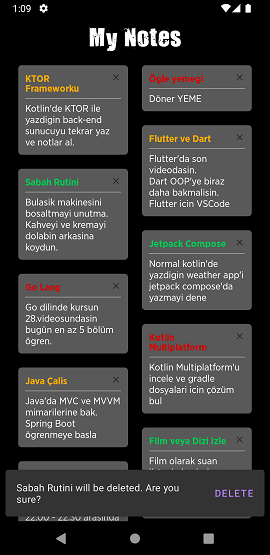 1:09
My Notes
KTOR
Frameworku
Kotlin'de KTOR ile
yazdigin back-end
sunucuyu tekrar yaz
ve notlar al.
Sabah Rutini
Bulasik makinesini
bosaltmayi unutma.
Kahveyi ve kremayi
dolabin arkasina
koydun.
Go Lang
Go dilinde kursun
28.videosundasin
bugün en az 5 bölüm
ögren.
Java Çalis
Java'da MVC ve MVVM
mimarilerine bak.
Spring Boot
ögrenmeye basla
Ögle yemegi
Döner YEME
Flutter ve Dart
Flutter'da son
videodasin.
Dart OOP'ye biraz
daha bakmalisin.
Flutter icin VSCode
Jetpack Compose
Normal kotlin'de
yazdigin weather app'i
jetpack compose'da
yazmayi dene
Kotlin
Multiplatform
Kotlin Multiplatform'u
incele ve gradle
dosyalari icin çözüm
bul
Film veya Dizi Izle
Film olarak suan
Sabah Rutini will be deleted. Are you
sure?
DELETE
22:00 - 22:30 arasinda